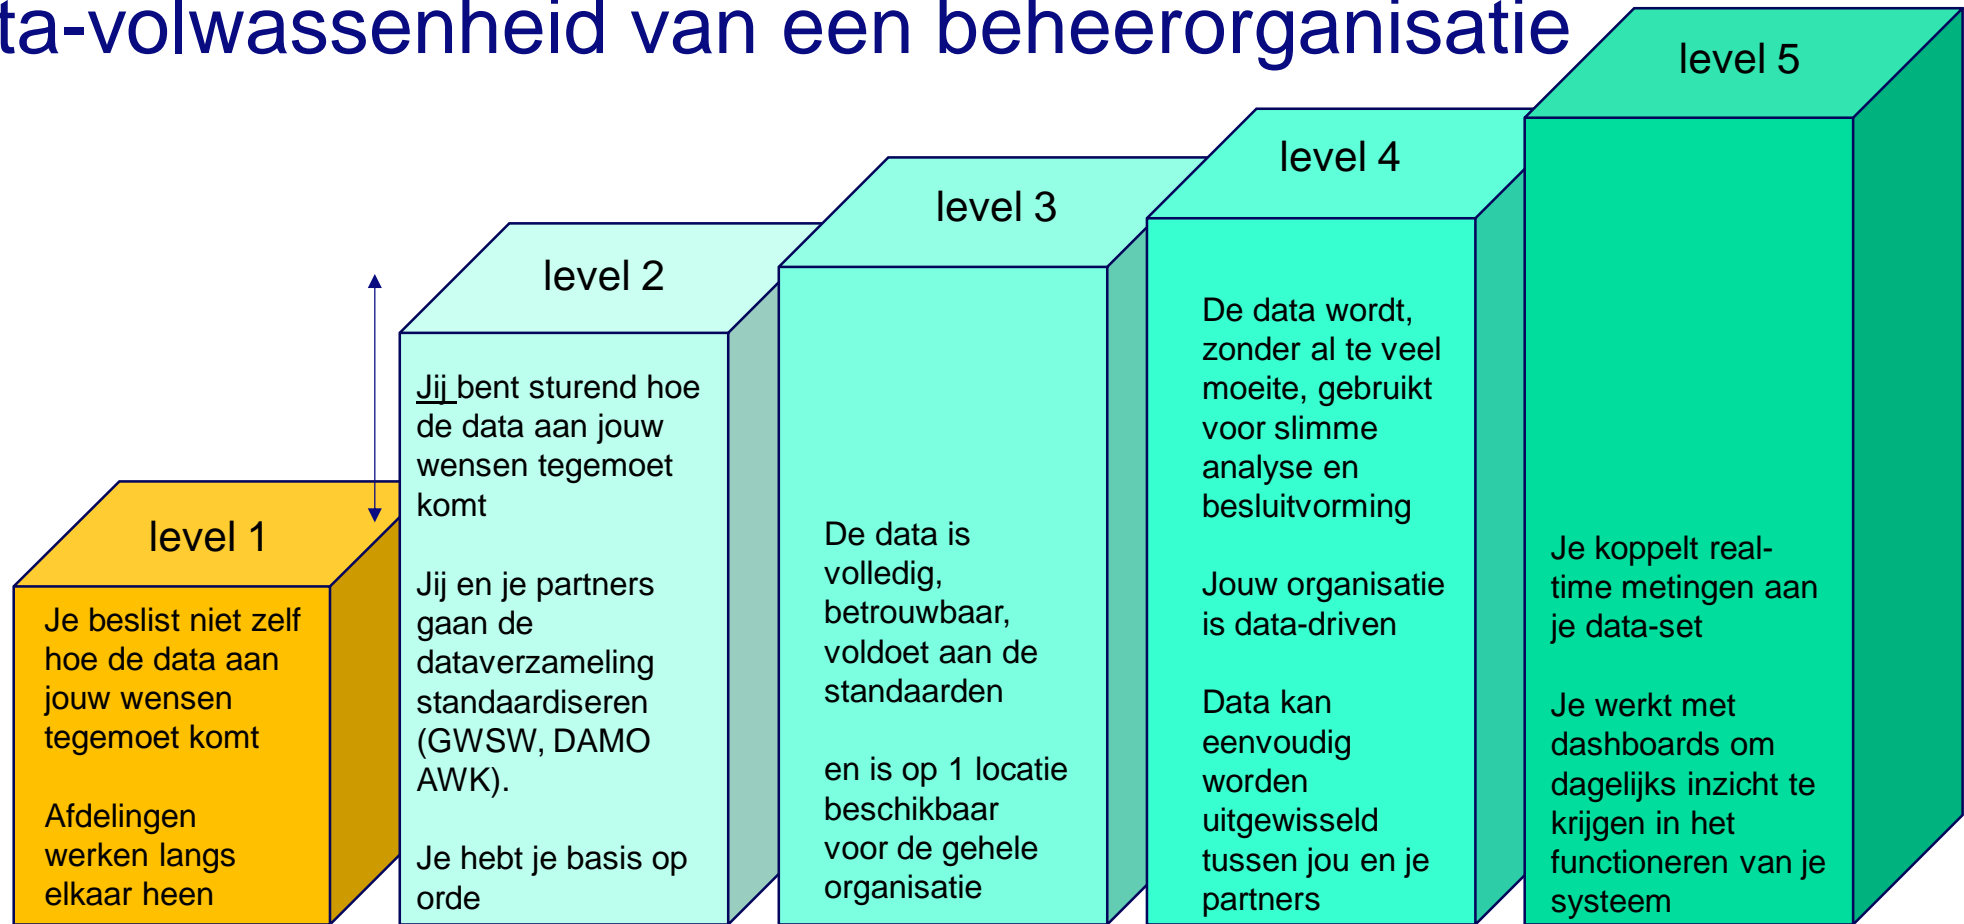 ta-volwassenheid van een beheerorganisatie
level 1
Je beslist niet zelf
hoe de data aan
jouw wensen
tegemoet komt
Afdelingen
werken langs
elkaar heen
level 2
Jij bent sturend hoe
de data aan jouw
wensen tegemoet
komt
Jij en je partners
gaan de
dataverzameling
standaardiseren
(GWSW, DAMO
AWK).
Je hebt je basis op
orde
level 3
De data is
volledig,
betrouwbaar,
voldoet aan de
standaarden
en is op 1 locatie
beschikbaar
voor de gehele
organisatie
level 4
De data wordt,
zonder al te veel
moeite, gebruikt
voor slimme
analyse en
besluitvorming
Jouw organisatie
is data-driven
Data kan
eenvoudig
worden
uitgewisseld
tussen jou en je
partners
level 5
Je koppelt real-
time metingen aan
je data-set
Je werkt met
dashboards om
dagelijks inzicht te
krijgen in het
functioneren van je
systeem